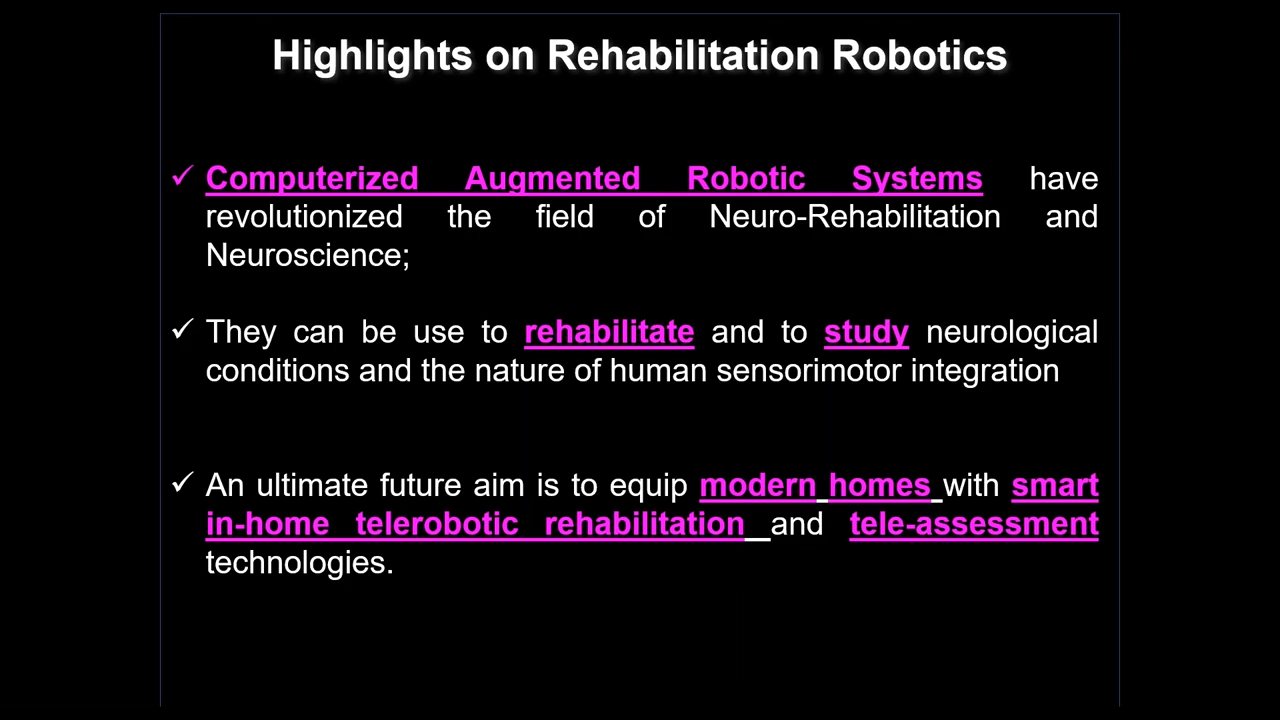 Highlights on Rehabilitation Robotics
✓ Computerized Augmented Robotic Systems have
revolutionized the field of Neuro-Rehabilitation and
Neuroscience;
✓ They can be use to rehabilitate and to study neurological
conditions and the nature of human sensorimotor integration
✓ An ultimate future aim is to equip modern homes with smart
in-home telerobotic rehabilitation and tele-assessment
technologies.